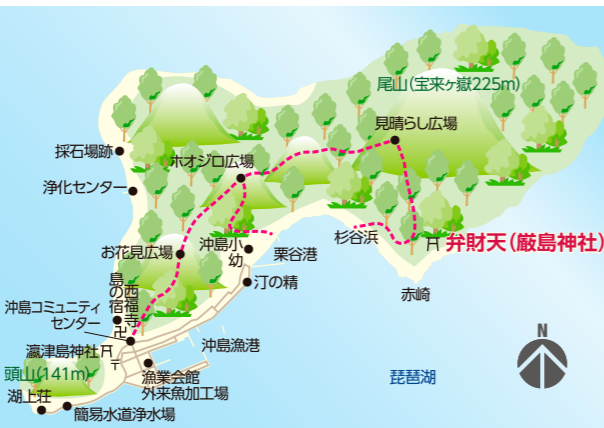 尾山(宝来ヶ嶽225m)
見晴らし広場
採石場跡
ホオジロ広場
浄化センター
お花見広場
沖島小
幼
栗谷港
杉谷浜
弁財天(厳島神社)
汀の精
赤崎
西福寺
島の宿
沖島コミュニティ
センター
卍
沖島漁港
瀛津島神社
〒
頭山(141m)
漁業会館
外来魚加工場
琵琶湖
湖上荘
簡易水道浄水場
N